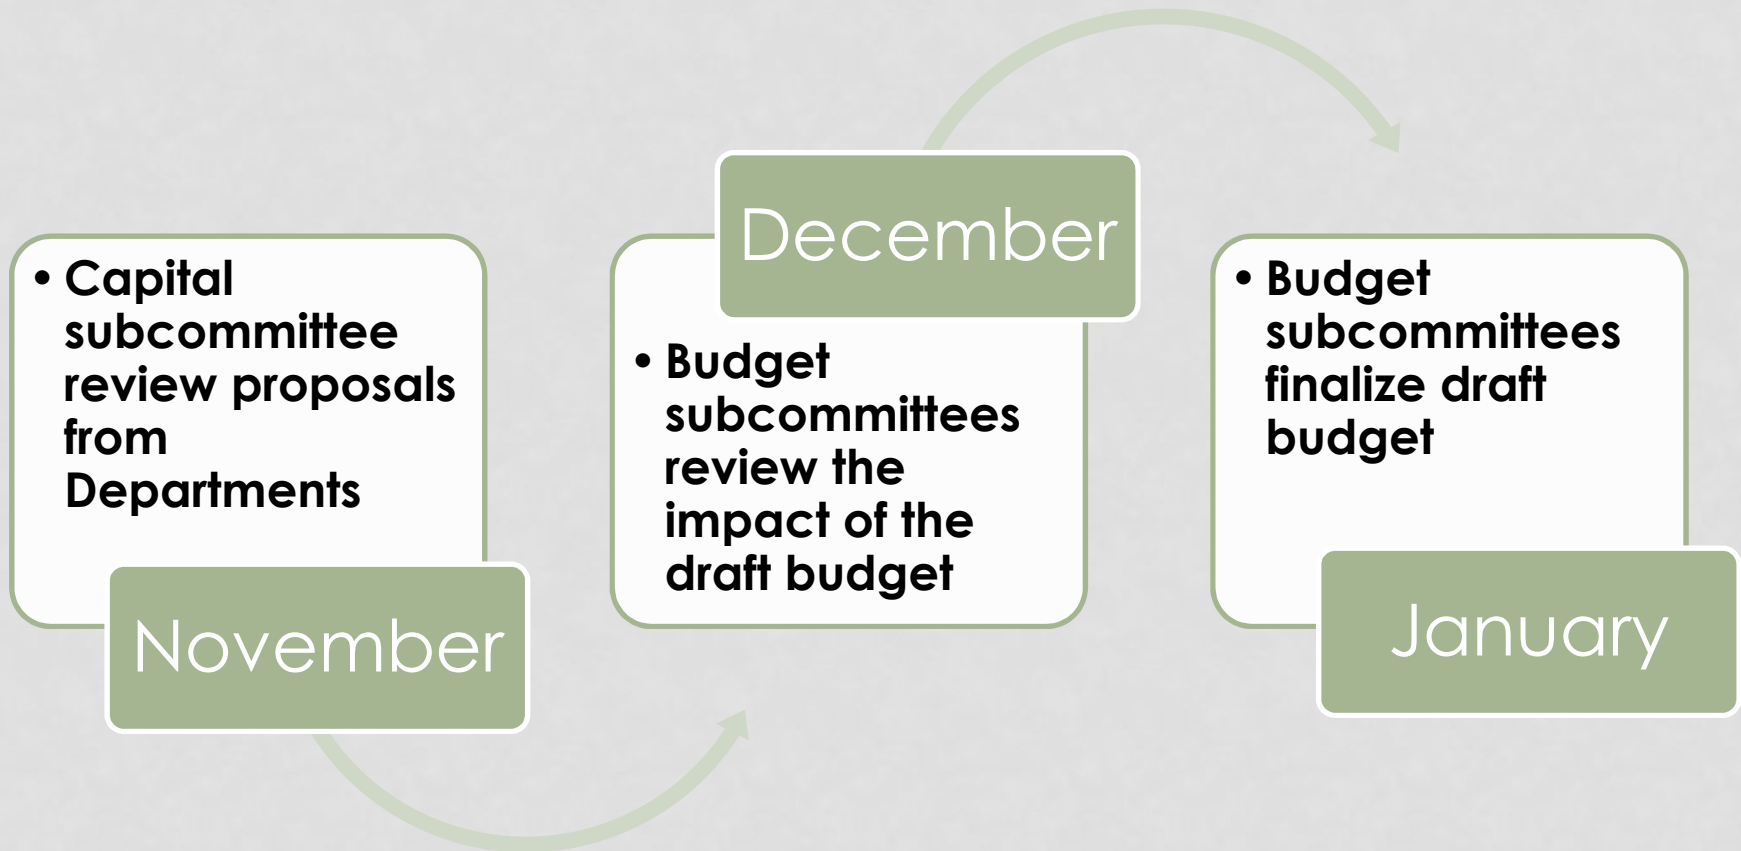 • Capital
subcommittee
review proposals
from
Departments
November
December
• Budget
subcommittees
review the
impact of the
draft budget
• Budget
subcommittees
finalize draft
budget
January